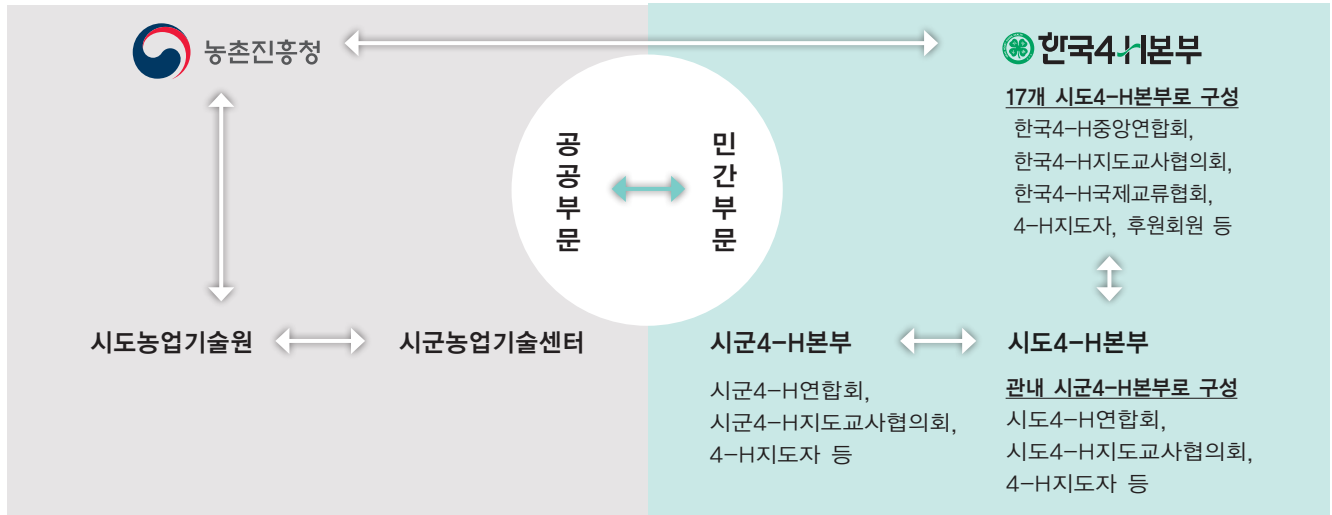 농촌진흥청
한국4-H본부
17개 시도4-H본부로 구성
한국4-H중앙연합회,
한국4-H지도교사협의회,
한국4-H국제교류협회,
4-H지도자, 후원회원 등
공공부문
민간부문
시도농업기술원
시군농업기술센터
시군4-H본부
시군4-H연합회,
시군4-H지도교사협의회,
4-H지도자 등
시도4-H본부
관내 시군4-H본부로 구성
시도4-H연합회,
시도4-H지도교사협의회,
4-H지도자 등